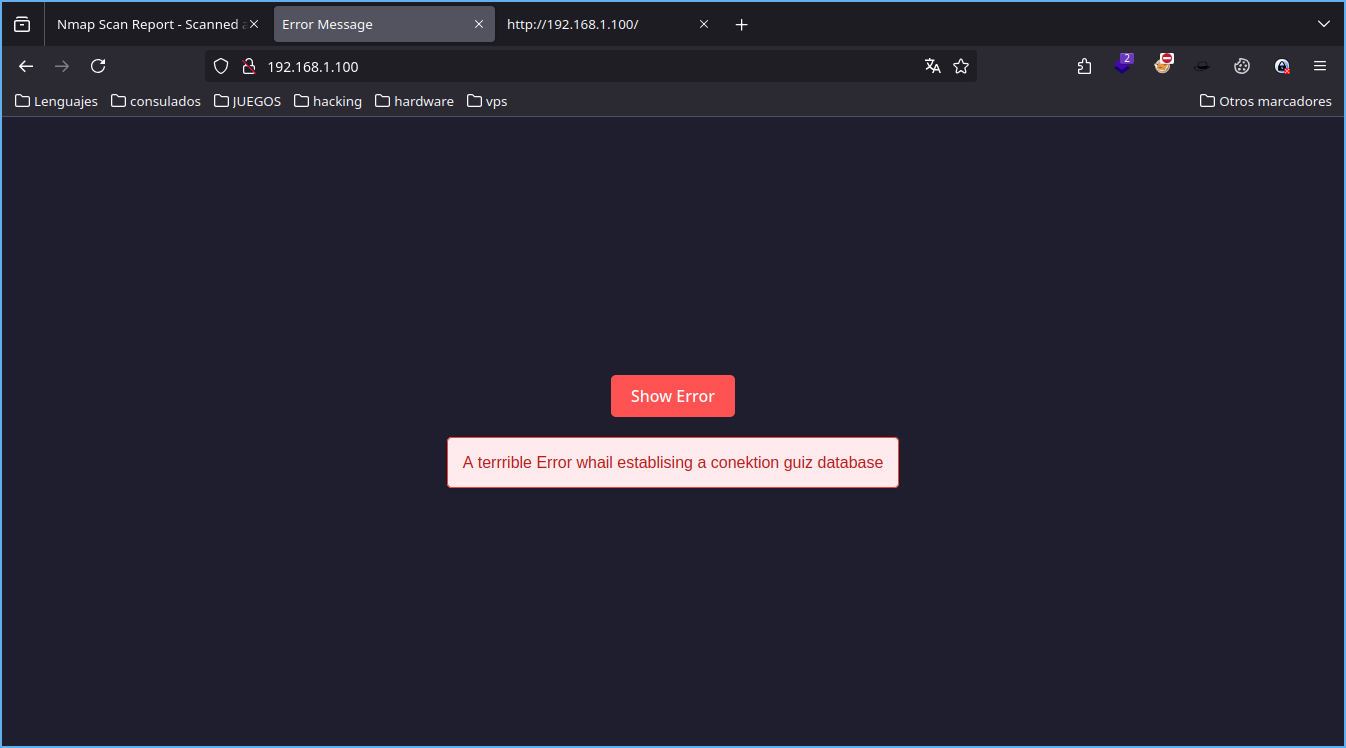 Nmap Scan Report - Scanned
Error Message
http://192.168.1.100/
192.168.1.100
2
Lenguajes
consulados
JUEGOS
hacking
hardware
vps
Otros marcadores
Show Error
A terrrible Error whail establising a conektion guiz database